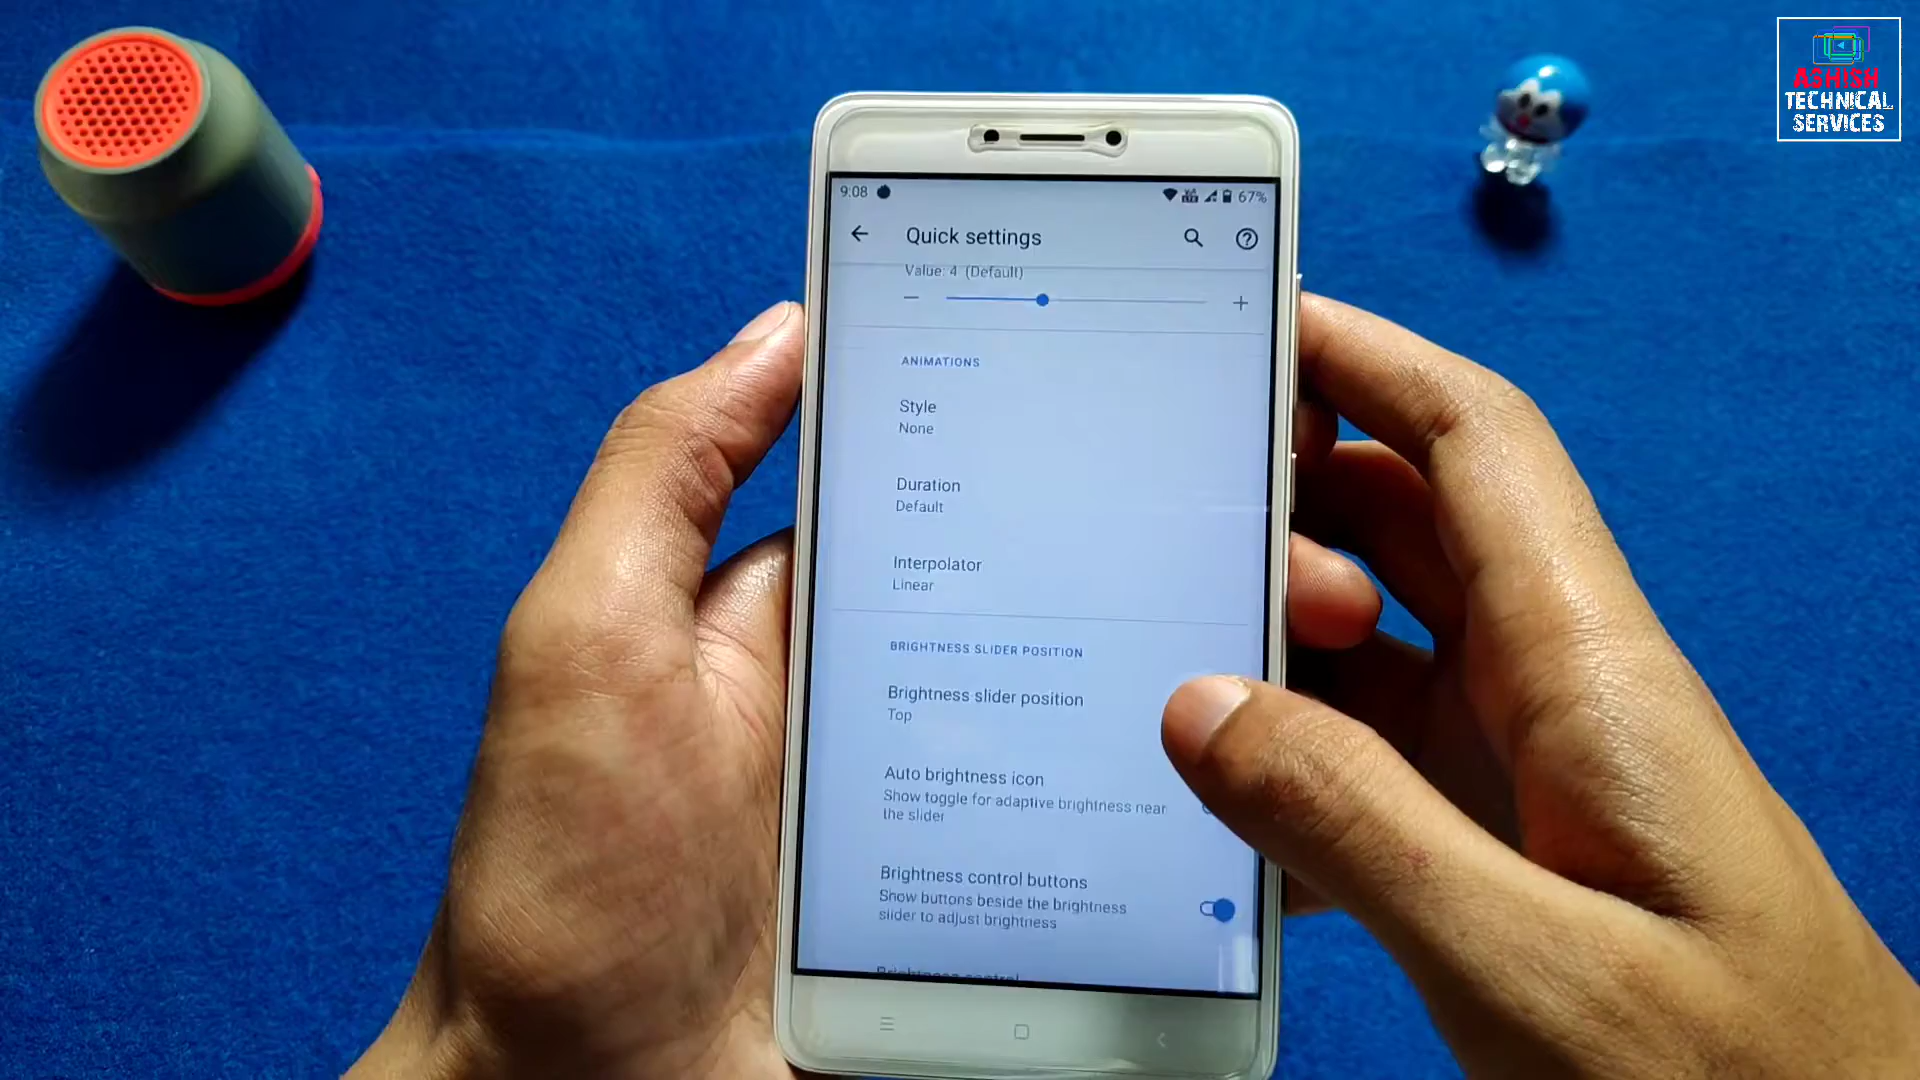 ASHISH
TECHNICAL
SERVICES
9:08
67%
Quick settings
Value: 4 (Default)
ANIMATIONS
Style
None
Duration
Default
Interpolator
Linear
BRIGHTNESS SLIDER POSITION
Brightness slider position
Top
Auto brightness icon
Show toggle for adaptive brightness near
the slider
Brightness control buttons
Show buttons beside the brightness
slider to adjust brightness
Brightness control